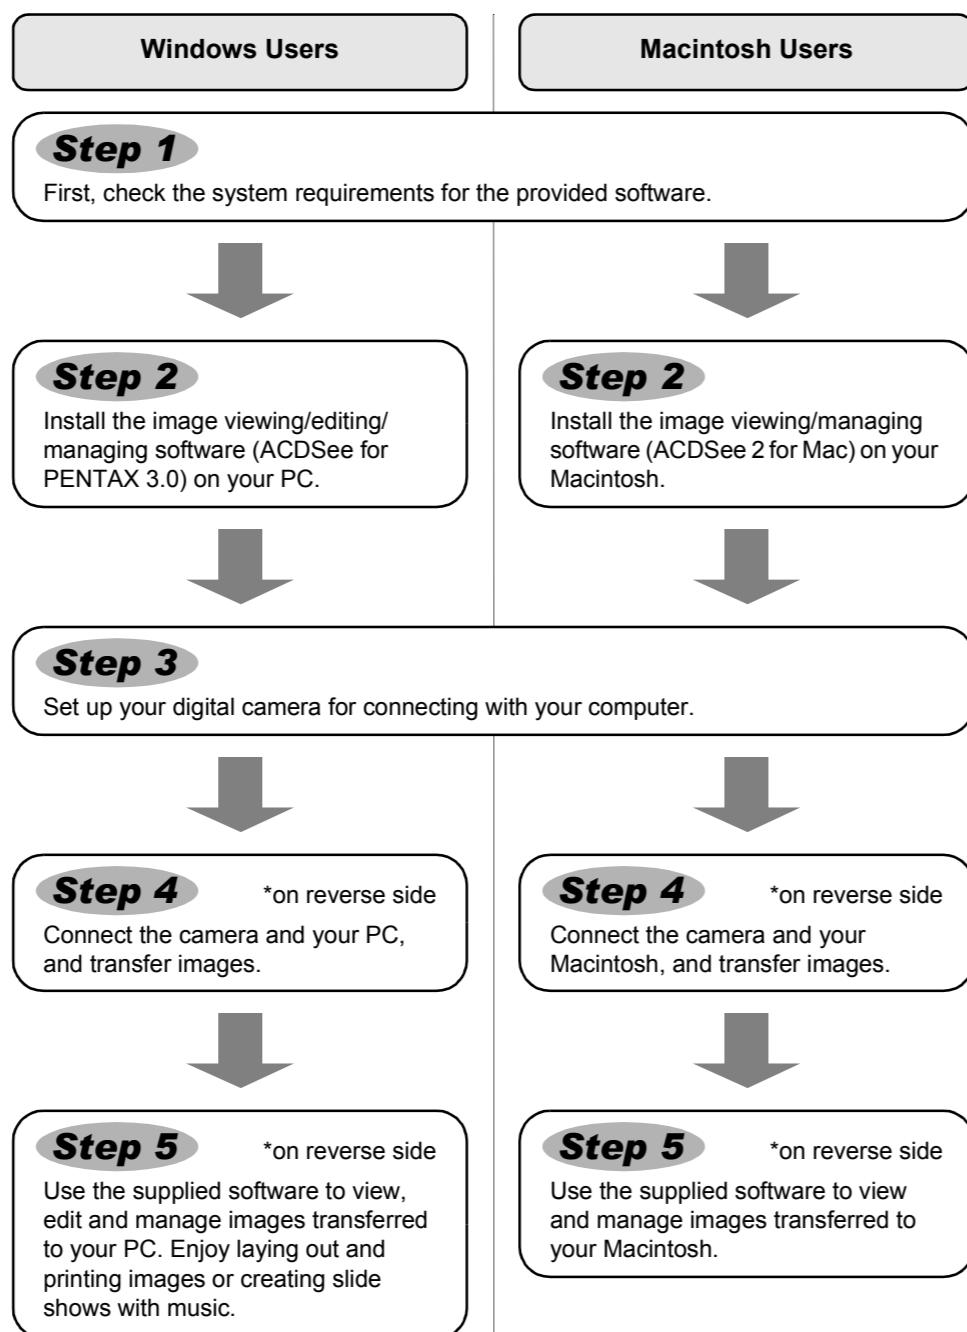 Windows Users
Macintosh Users
Step 1
First, check the system requirements for the provided software.
Step 2
Install the image viewing/editing/
managing software (ACDSee for
PENTAX 3.0) on your PC.
Step 2
Install the image viewing/managing
software (ACDSee 2 for Mac) on your
Macintosh.
Step 3
Set up your digital camera for connecting with your computer.
Step 4 *on reverse side
Connect the camera and your PC,
and transfer images.
Step 4 *on reverse side
Connect the camera and your
Macintosh, and transfer images.
Step 5 *on reverse side
Use the supplied software to view,
edit and manage images transferred
to your PC. Enjoy laying out and
printing images or creating slide
shows with music.
Step 5 *on reverse side
Use the supplied software to view
and manage images transferred to
your Macintosh.